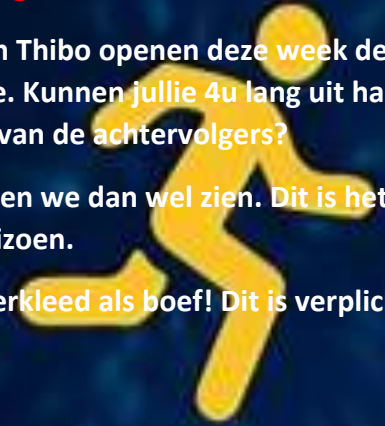 n Thibo openen deze week de
e. Kunnen jullie 4u lang uit ha
van de achtervolgers?
en we dan wel zien. Dit is het
izoen.
erkleed als boef! Dit is verplic